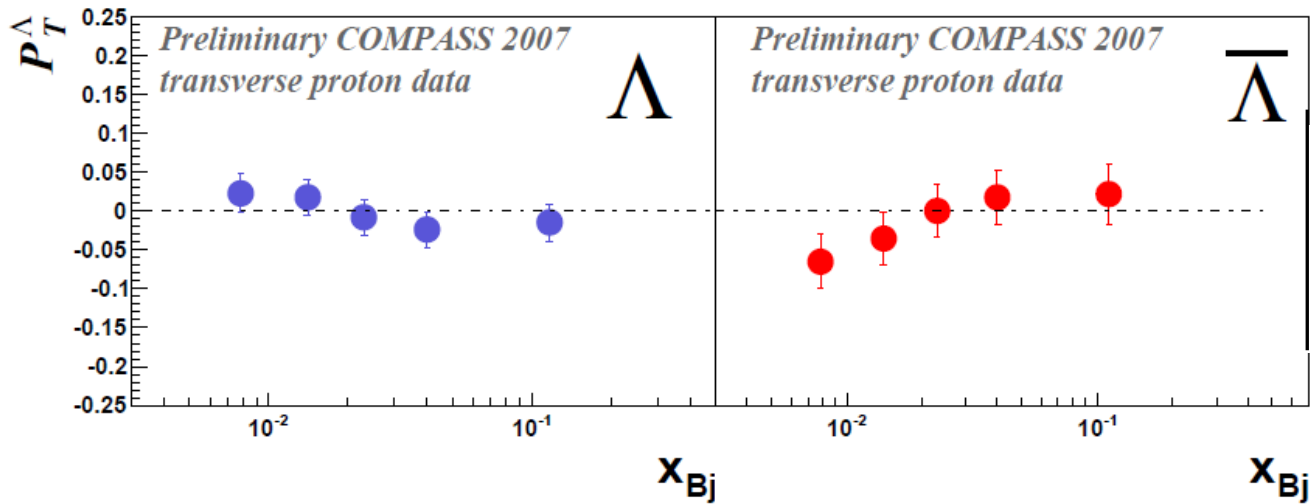 P_T^Λ
0.25
0.2
0.15
0.1
0.05
0
-0.05
-0.1
-0.15
-0.2
-0.25
Preliminary COMPASS 2007
transverse proton data
Λ
10^-2
10^-1
x_Bj
Preliminary COMPASS 2007
transverse proton data
Λ̅
10^-2
10^-1
x_Bj